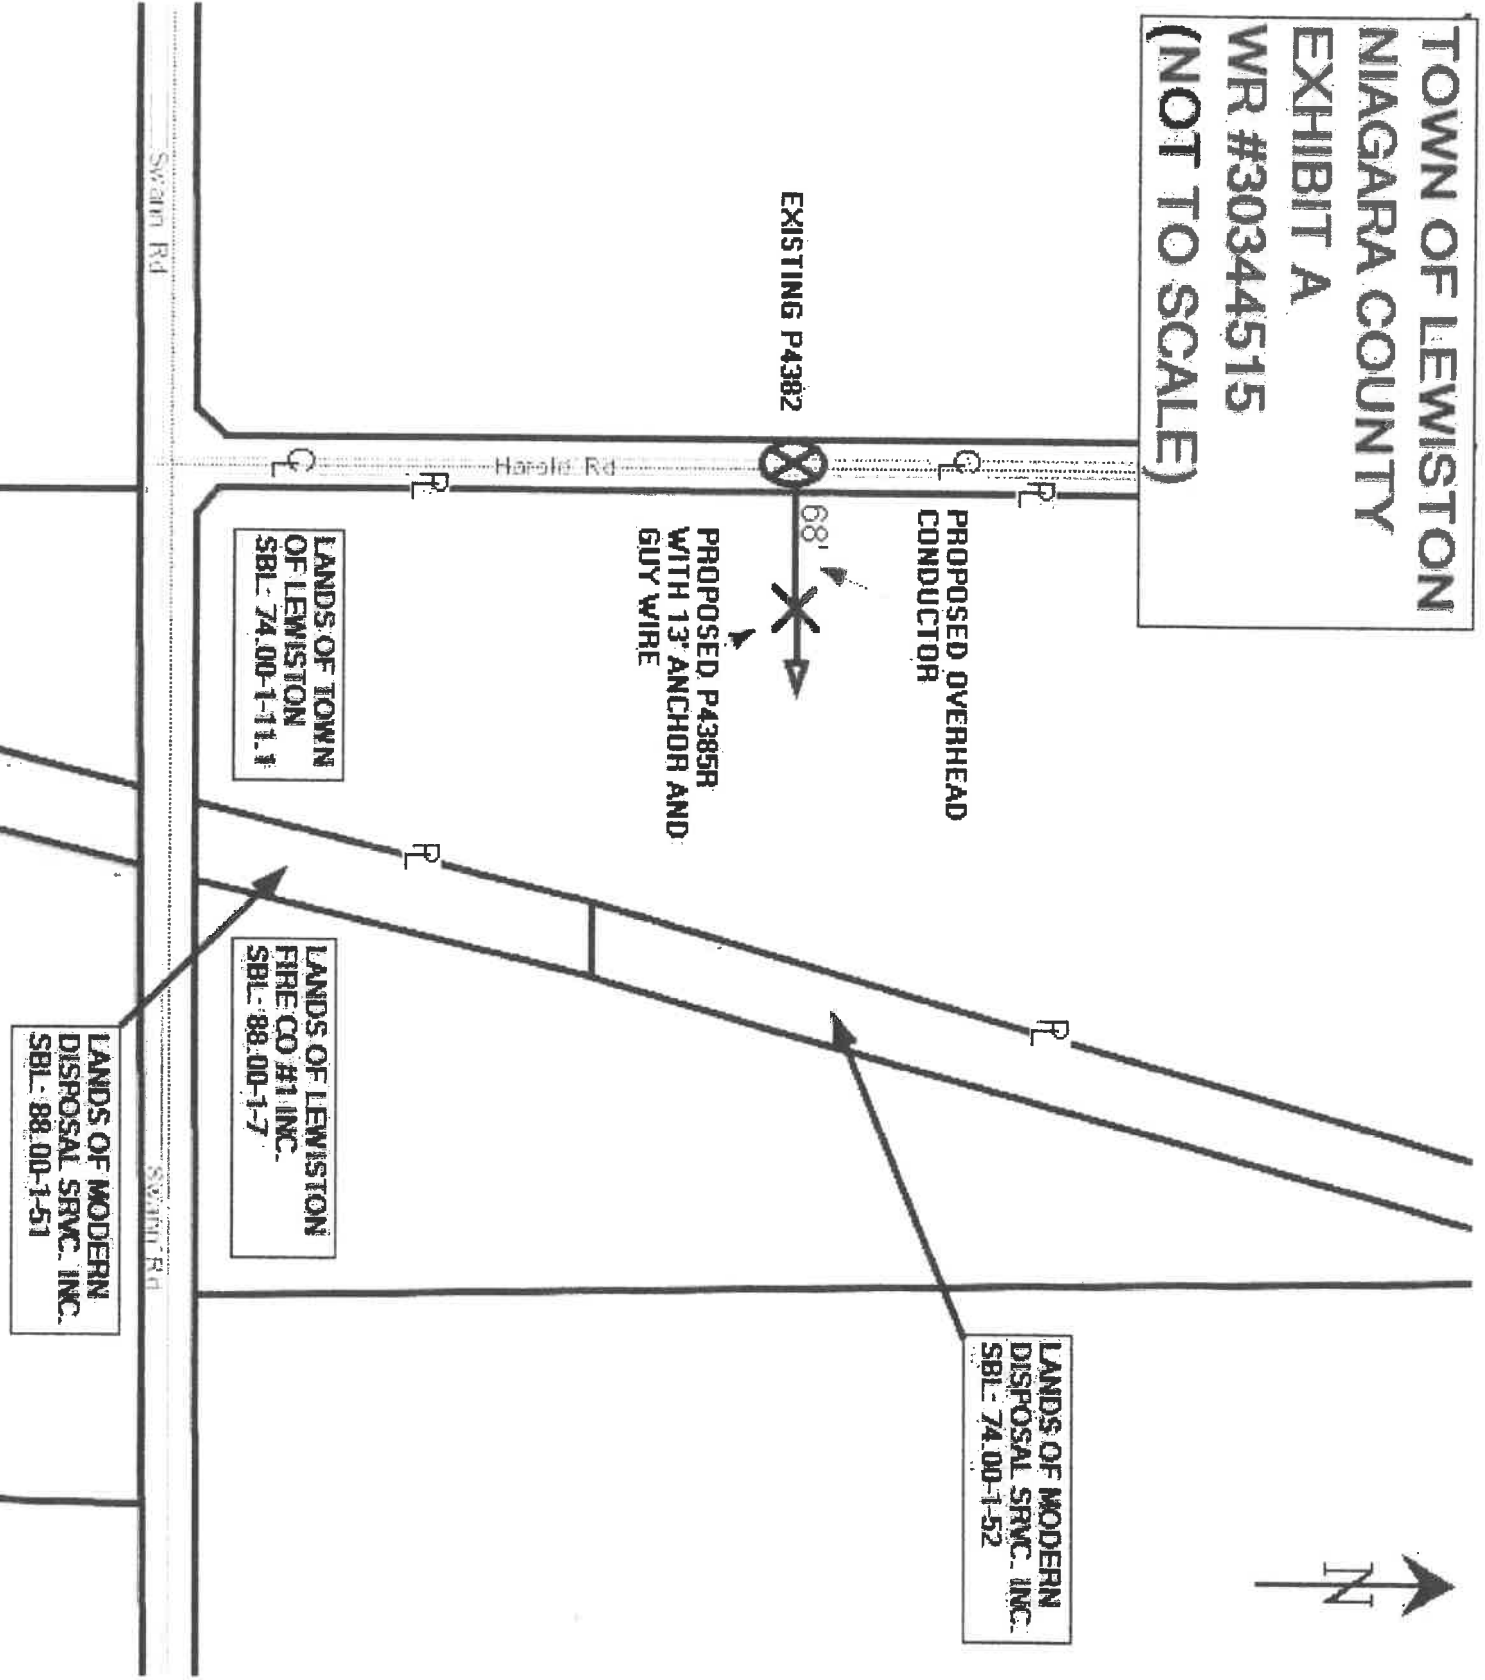 TOWN OF LEWISTON
NIAGARA COUNTY
EXHIBIT A
WR #30344515
(NOT TO SCALE)
N
PL
CL
PROPOSED OVERHEAD
CONDUCTOR
68'
EXISTING P4382
PROPOSED P4385R
WITH 13' ANCHOR AND
GUY WIRE
Harold Rd
PL
CL
PL
PL
LANDS OF MODERN
DISPOSAL SRVC. INC.
SBL- 74.00-1-52
LANDS OF TOWN
OF LEWISTON
SBL- 74.00-1-11.1
LANDS OF LEWISTON
FIRE CO #1 INC.
SBL- 88.00-1-7
Swann Rd
Swann Rd
LANDS OF MODERN
DISPOSAL SRVC. INC.
SBL- 88.00-1-51